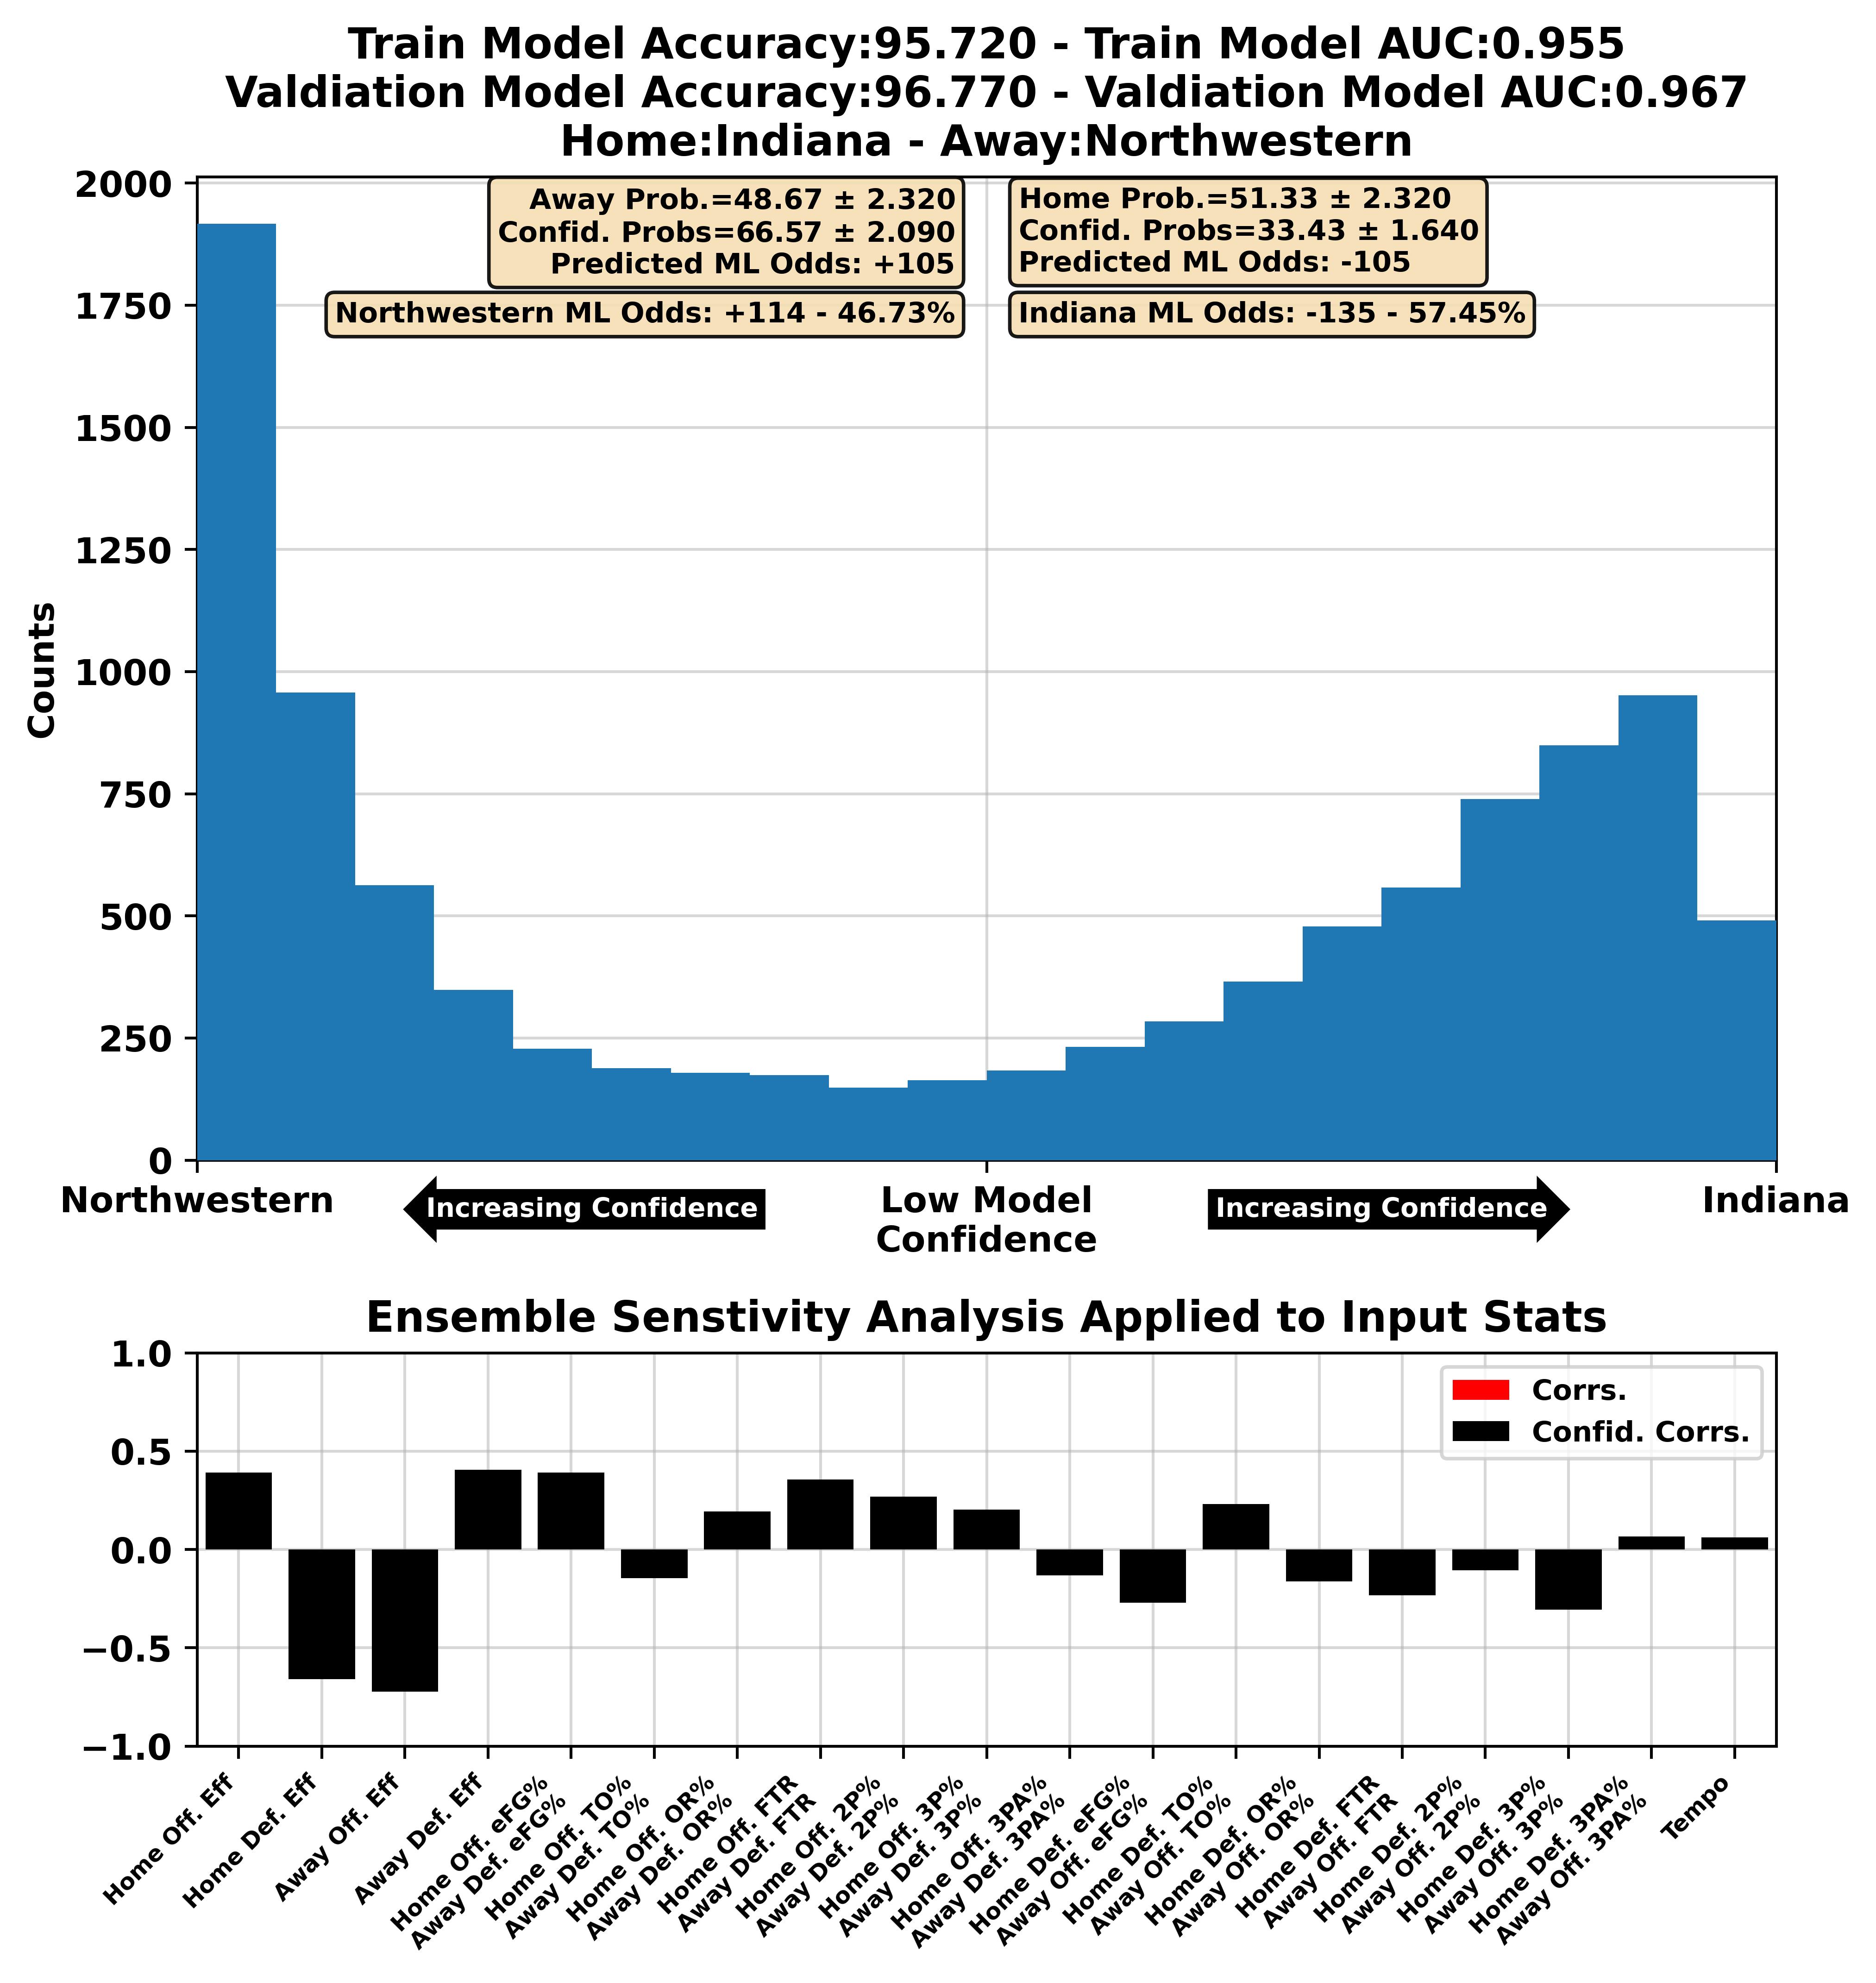 Train Model Accuracy:95.720 - Train Model AUC:0.955
Valdiation Model Accuracy:96.770 - Valdiation Model AUC:0.967
Home:Indiana - Away:Northwestern
Away Prob.=48.67 ± 2.320
Confid. Probs=66.57 ± 2.090
Predicted ML Odds: +105
Home Prob.=51.33 ± 2.320
Confid. Probs=33.43 ± 1.640
Predicted ML Odds: -105
Northwestern ML Odds: +114 - 46.73%
Indiana ML Odds: -135 - 57.45%
Counts
2000
1750
1500
1250
1000
750
500
250
0
Northwestern
Increasing Confidence
Low Model
Confidence
Increasing Confidence
Indiana
Ensemble Senstivity Analysis Applied to Input Stats
1.0
0.5
0.0
−0.5
−1.0
Corrs.
Confid. Corrs.
Home Off. Eff
Home Def. Eff
Away Off. Eff
Away Def. Eff
Home Off. eFG%
Away Def. eFG%
Home Off. TO%
Away Def. TO%
Home Off. OR%
Away Def. OR%
Home Off. FTR
Away Def. FTR
Home Off. 2P%
Away Def. 2P%
Home Off. 3P%
Away Def. 3P%
Home Off. 3PA%
Away Def. 3PA%
Home Def. eFG%
Away Off. eFG%
Home Def. TO%
Away Off. TO%
Home Def. OR%
Away Off. OR%
Home Def. FTR
Away Off. FTR
Home Def. 2P%
Away Off. 2P%
Home Def. 3P%
Away Off. 3P%
Home Def. 3PA%
Away Off. 3PA%
Tempo